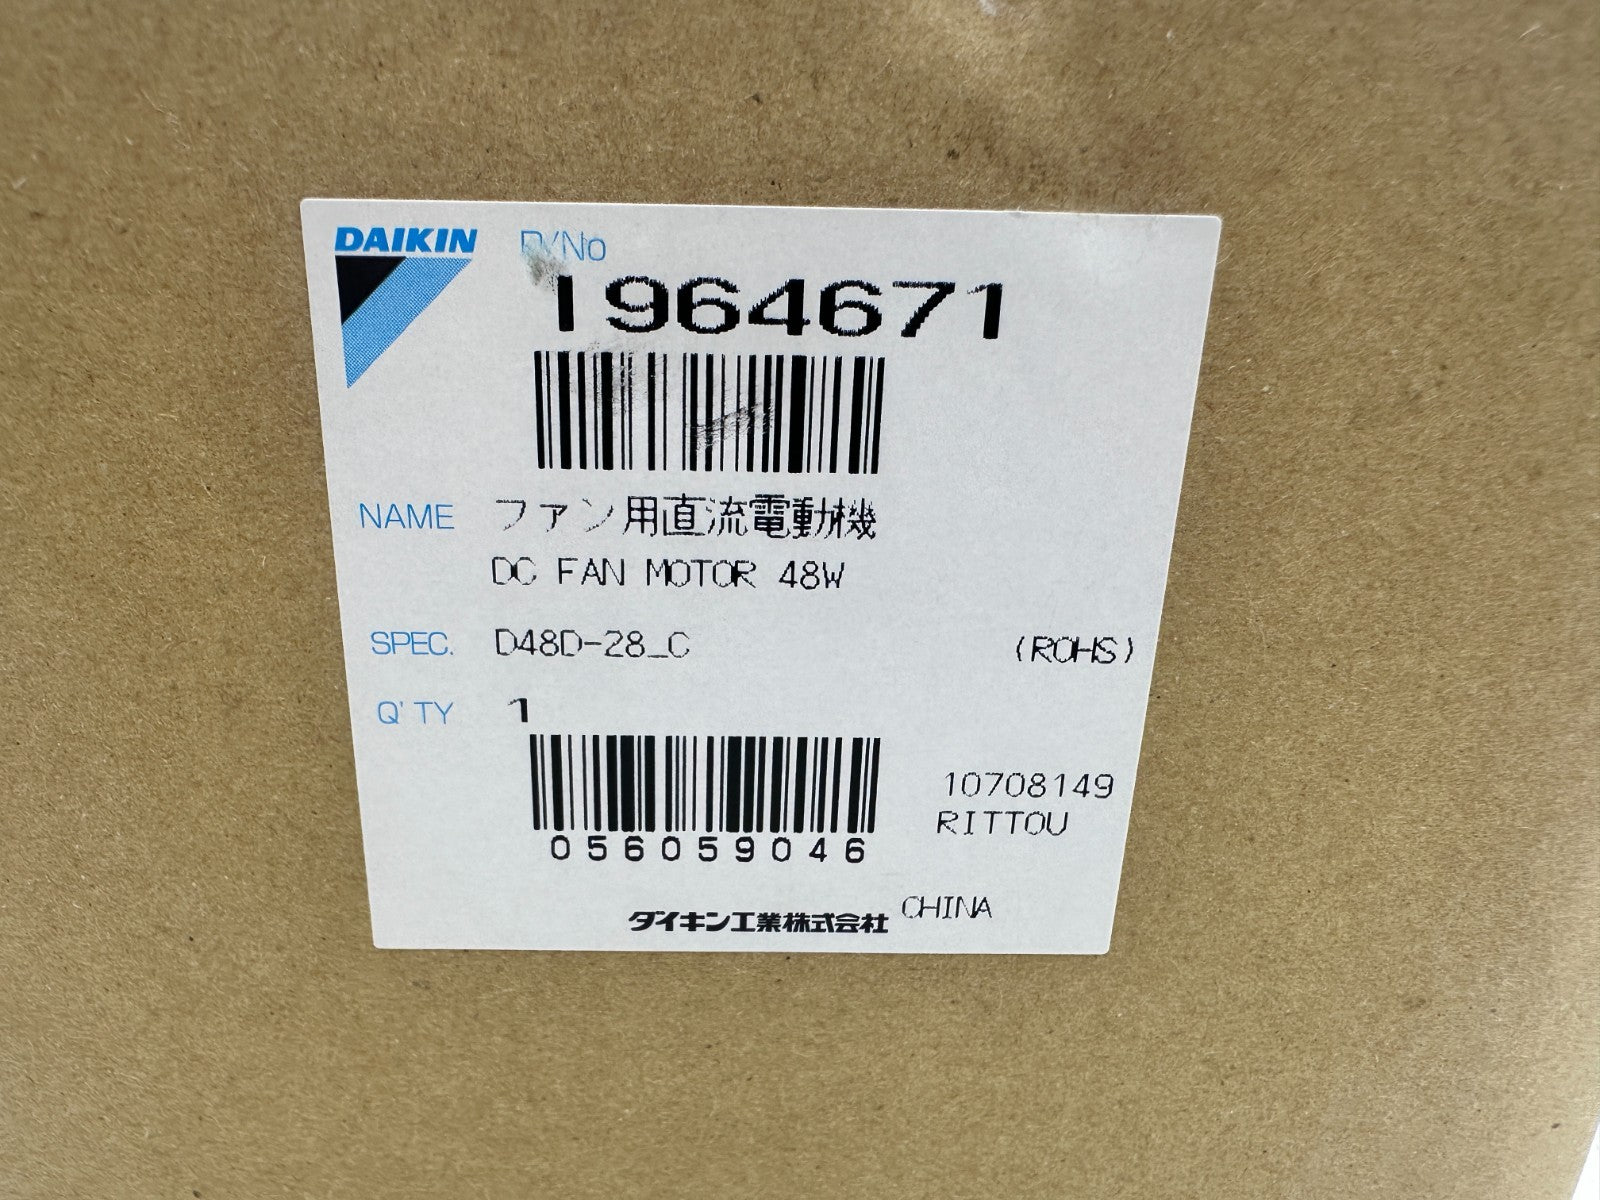 DAIKIN P/No
1964671
NAME ファン用直流電動機
DC FAN MOTOR 48W
SPEC. D48D-28_C (ROHS)
Q'TY 1
10708149
RITTOU
056059046
ダイキン工業株式会社 CHINA